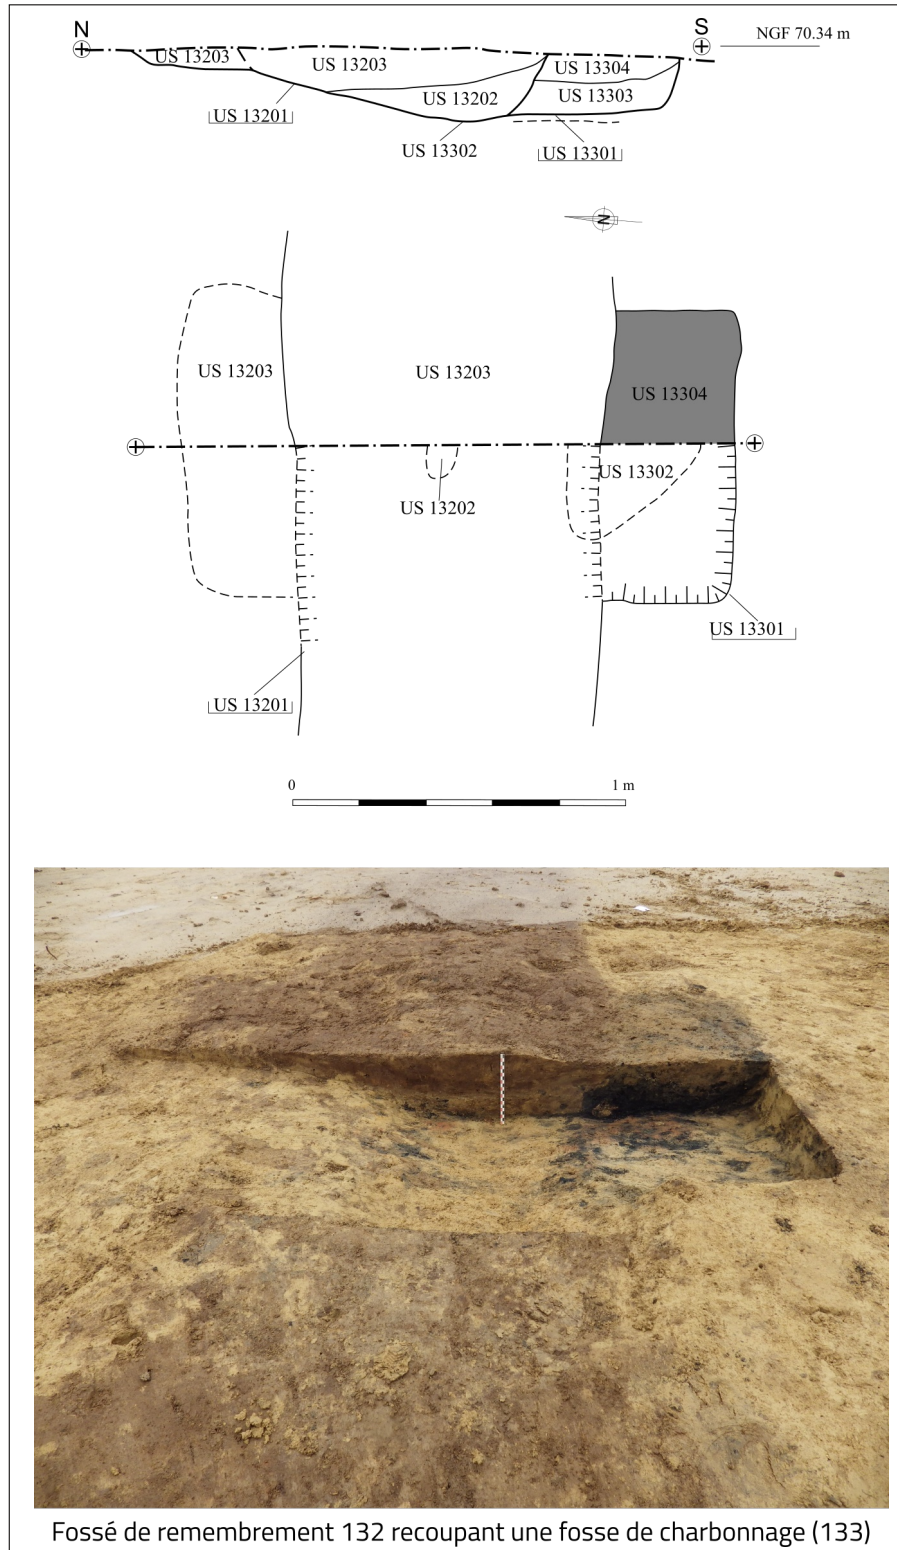 N
S
NGF 70.34 m
US 13203
US 13203
US 13304
US 13202
US 13303
US 13201
US 13302
US 13301
N
US 13203
US 13203
US 13304
US 13302
US 13202
US 13301
US 13201
0
1 m
Fossé de remembrement 132 recoupant une fosse de charbonnage (133)